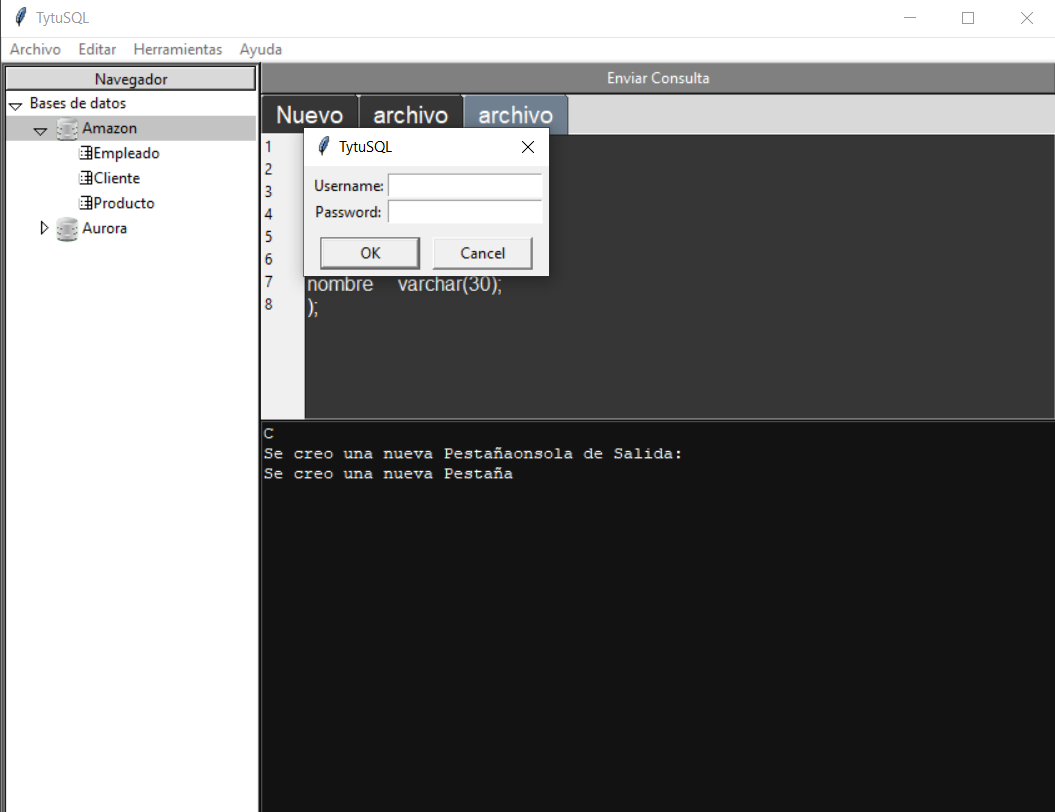 TytuSQL
Archivo Editar Herramientas Ayuda
Navegador
Bases de datos
Amazon
Empleado
Cliente
Producto
Aurora
Enviar Consulta
Nuevo archivo archivo
TytuSQL
Username:
Password:
OK Cancel
1
2
3
4
5
6
7 nombre varchar(30);
8 );
C
Se creo una nueva Pestañaonsola de Salida:
Se creo una nueva Pestaña